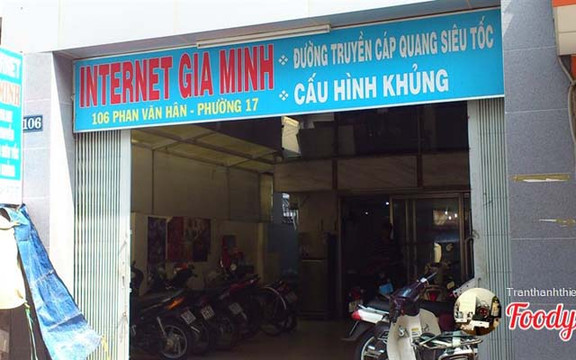 INTERNET GIA MINH
106 PHAN VĂN HÂN - PHƯỜNG 17
ĐƯỜNG TRUYỀN CÁP QUANG SIÊU TỐC
CẤU HÌNH KHỦNG
106
Tranthanhthie
Foody